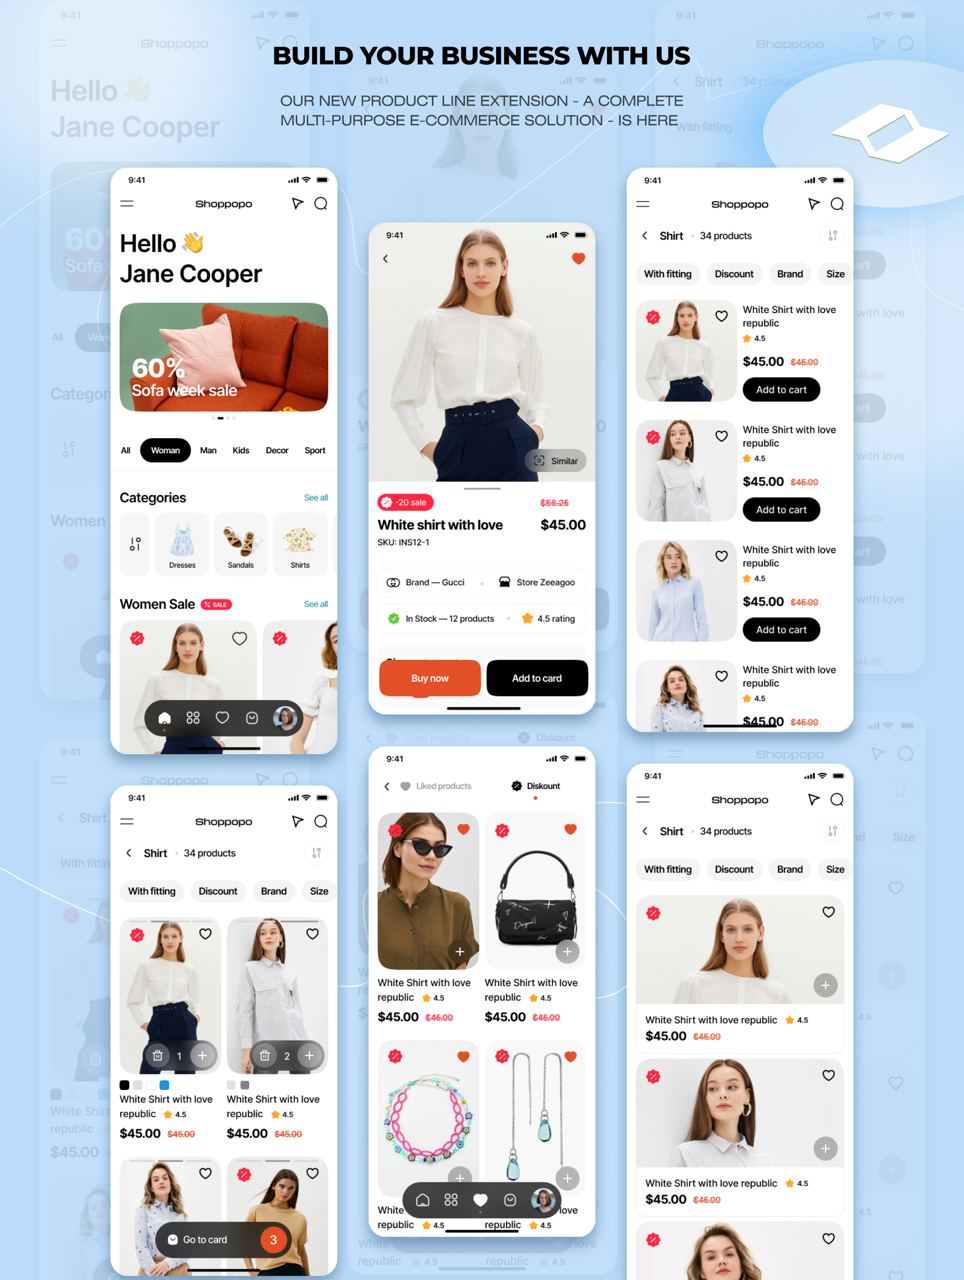 BUILD YOUR BUSINESS WITH US
OUR NEW PRODUCT LINE EXTENSION - A COMPLETE
MULTI-PURPOSE E-COMMERCE SOLUTION - IS HERE
9:41
Shoppopo
Hello 👋
Jane Cooper
60%
Sofa week sale
All Woman Man Kids Decor Sport
Categories See all
Dresses Sandals Shirts
Women Sale % SALE See all
9:41
Similar
-20 sale $56.25
White shirt with love $45.00
SKU: INS12-1
Brand — Gucci Store Zeeagoo
In Stock — 12 products 4.5 rating
Buy now Add to card
9:41
Shoppopo
Shirt 34 products
With fitting Discount Brand Size
White Shirt with love
republic
4.5
$45.00 $45.00
Add to cart
White Shirt with love
republic
4.5
$45.00 $45.00
Add to cart
White Shirt with love
republic
4.5
$45.00 $45.00
Add to cart
White Shirt with love
republic
4.5
$45.00 $45.00
9:41
Shoppopo
Shirt 34 products
With fitting Discount Brand Size
1 2
White Shirt with love White Shirt with love
republic 4.5 republic 4.5
$45.00 $45.00 $45.00 $45.00
Go to card 3
9:41
Liked products Diskount
White Shirt with love White Shirt with love
republic 4.5 republic 4.5
$45.00 $45.00 $45.00 $45.00
White love
republic 4.5 republic 4.5
9:41
Shoppopo
Shirt 34 products
With fitting Discount Brand Size
White Shirt with love republic 4.5
$45.00 $45.00
White Shirt with love republic 4.5
$45.00 $45.00